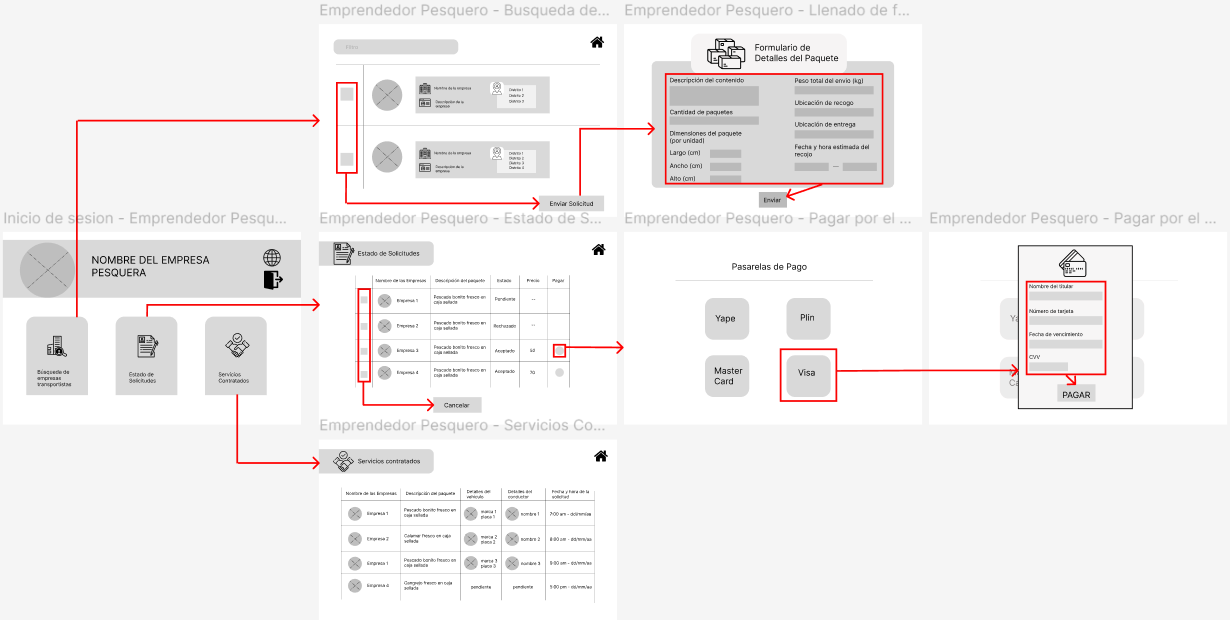 Emprendedor Pesquero - Busqueda de...
Filtro
Nombre de la empresa
Descripción de la
empresa
Distrito 1
Distrito 2
Distrito 3
Nombre de la empresa
Descripción de la
empresa
Distrito 1
Distrito 2
Distrito 3
Distrito 4
Enviar Solicitud
Emprendedor Pesquero - Llenado de f...
Formulario de
Detalles del Paquete
Descripción del contenido
Cantidad de paquetes
Dimensiones del paquete
(por unidad)
Largo (cm)
Ancho (cm)
Alto (cm)
Peso total del envio (kg)
Ubicación de recogo
Ubicación de entrega
Fecha y hora estimada del
recojo
Enviar
Inicio de sesion - Emprendedor Pesqu...
NOMBRE DEL EMPRESA
PESQUERA
Búsqueda de
empresas
transportistas
Estado de
Solicitudes
Servicios
Contratados
Emprendedor Pesquero - Estado de S...
Estado de Solicitudes
Nombre de las Empresas Descripción del paquete Estado Precio Pagar
Empresa 1 Pescado bonito fresco en
caja sellada Pendiente --
Empresa 2 Pescado bonito fresco en
caja sellada Rechazado --
Empresa 3 Pescado bonito fresco en
caja sellada Aceptado 50
Empresa 4 Pescado bonito fresco en
caja sellada Aceptado 70
Cancelar
Emprendedor Pesquero - Pagar por el ...
Pasarelas de Pago
Yape
Plin
Master
Card
Visa
Emprendedor Pesquero - Pagar por el ...
Ya
Ca
Nombre del titular
Número de tarjeta
Fecha de vencimiento
CVV
PAGAR
Emprendedor Pesquero - Servicios Co...
Servicios contratados
Nombre de las Empresas Descripción del paquete Detalles del
vehículo Detalles del
conductor Fecha y hora de la
solicitud
Empresa 1 Pescado bonito fresco en
caja sellada marca 1
placa 1 nombre 1 7:00 am - dd/mm/aa
Empresa 2 Calamar fresco en caja
sellada marca 2
placa 2 nombre 2 8:00 am - dd/mm/aa
Empresa 1 Pescado bonito fresco en
caja sellada marca 3
placa 3 nombre 3 9:00 am - dd/mm/aa
Empresa 4 Cangrejo fresco en caja
sellada pendiente pendiente 5:00 pm - dd/mm/aa